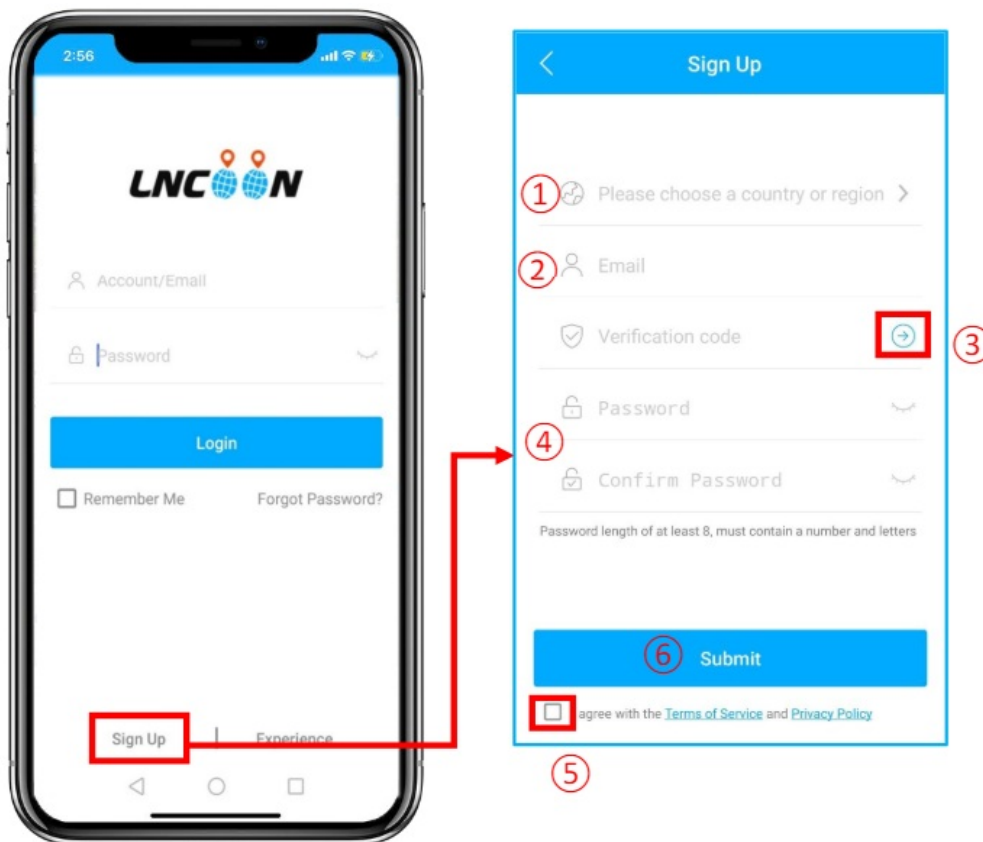 2:56
LNCOON
Account/Email
Password
Login
Remember Me
Forgot Password?
Sign Up | Experience
Sign Up
① Please choose a country or region
② Email
Verification code
③
Password
④
Confirm Password
Password length of at least 8, must contain a number and letters
⑥ Submit
agree with the Terms of Service and Privacy Policy
⑤